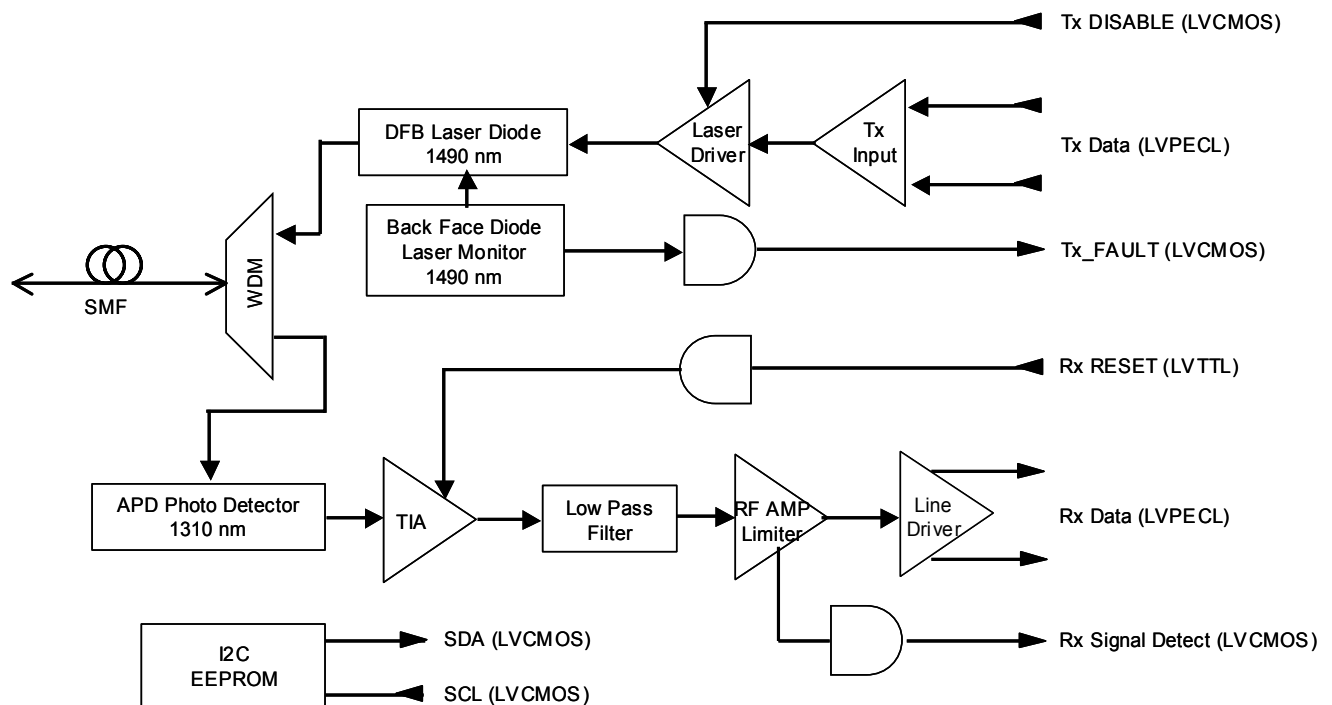 Tx DISABLE (LVCMOS)
DFB Laser Diode
1490 nm
Laser
Driver
Tx
Input
Tx Data (LVPECL)
Back Face Diode
Laser Monitor
1490 nm
Tx_FAULT (LVCMOS)
WDM
SMF
Rx RESET (LVTTL)
APD Photo Detector
1310 nm
TIA
Low Pass
Filter
RF AMP
Limiter
Line
Driver
Rx Data (LVPECL)
I2C
EEPROM
SDA (LVCMOS)
SCL (LVCMOS)
Rx Signal Detect (LVCMOS)